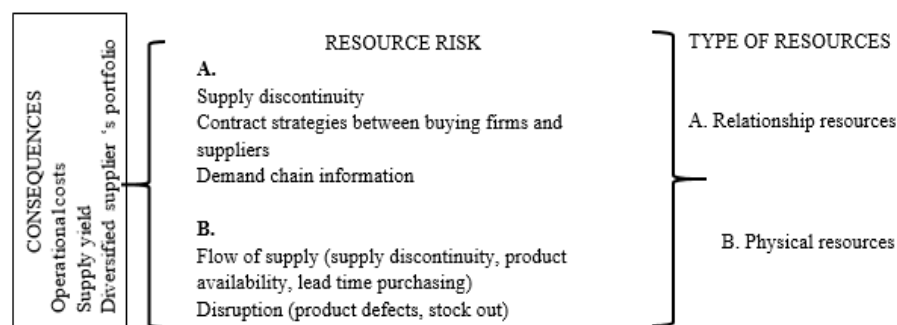 CONSEQUENCES
Operational costs
Supply yield
Diversified supplier 's portfolio
RESOURCE RISK
A.
Supply discontinuity
Contract strategies between buying firms and
suppliers
Demand chain information
B.
Flow of supply (supply discontinuity, product
availability, lead time purchasing)
Disruption (product defects, stock out)
TYPE OF RESOURCES
A. Relationship resources
B. Physical resources